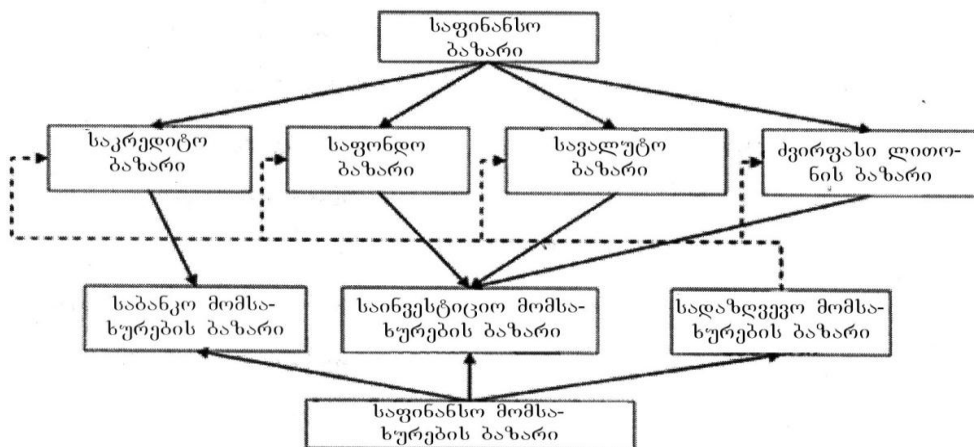 საფინანსო
ბაზარი
საკრედიტო
ბაზარი
საფონდო
ბაზარი
სავალუტო
ბაზარი
ძვირფასი ლითო-
ნის ბაზარი
საბანკო მომსა-
ხურების ბაზარი
საინვესტიციო მომსა-
ხურების ბაზარი
სადაზღვევო მომსა-
ხურების ბაზარი
საფინანსო მომსა-
ხურების ბაზარი